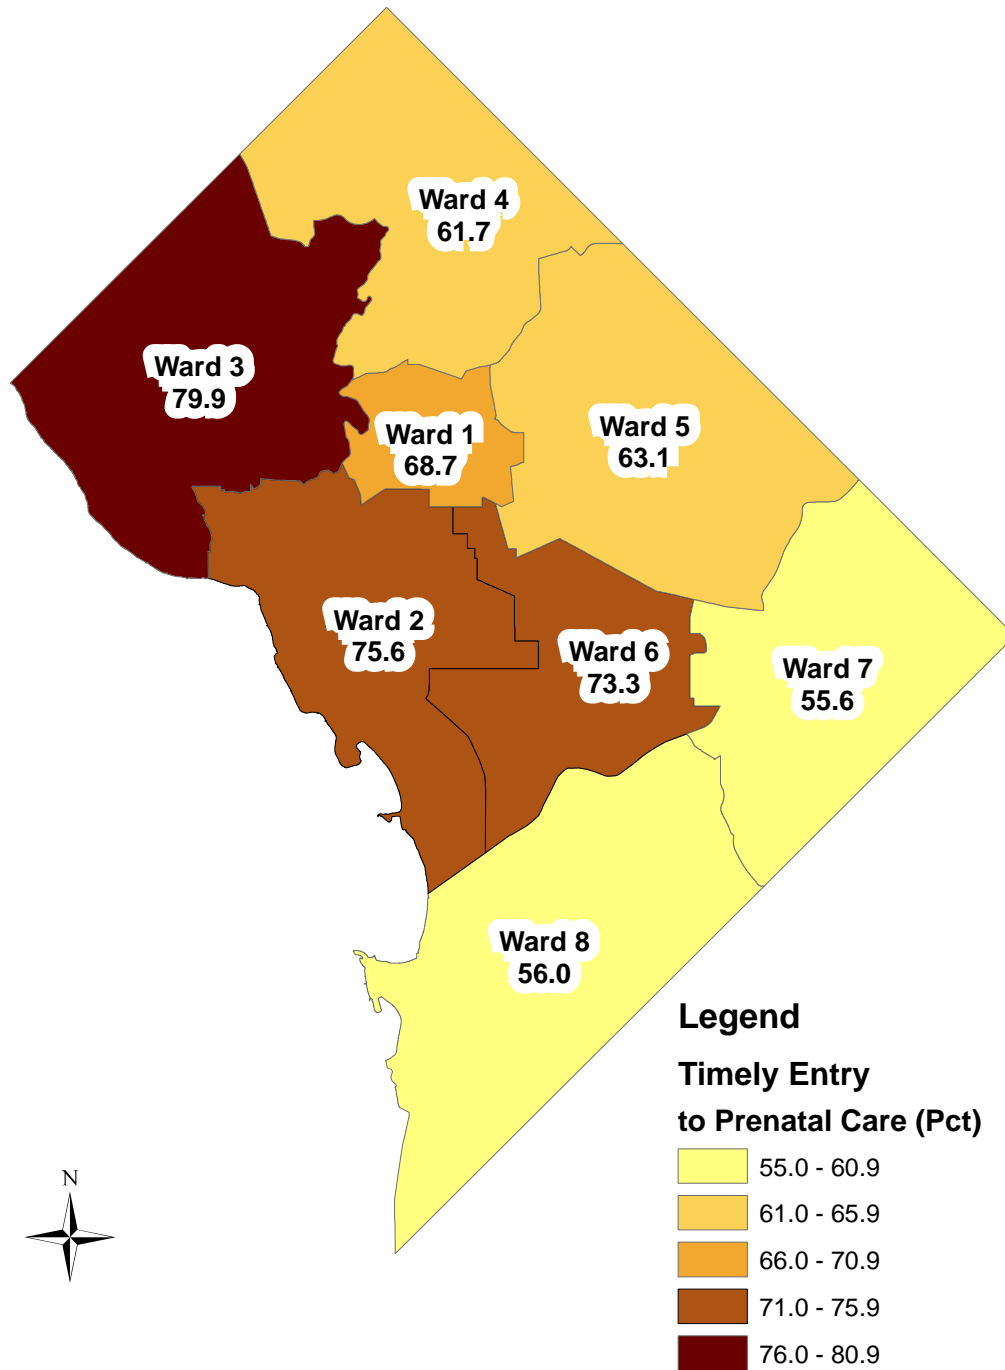 Ward 4
61.7
Ward 3
79.9
Ward 1
68.7
Ward 5
63.1
Ward 2
75.6
Ward 6
73.3
Ward 7
55.6
Ward 8
56.0
Legend
Timely Entry
to Prenatal Care (Pct)
55.0 - 60.9
61.0 - 65.9
66.0 - 70.9
71.0 - 75.9
76.0 - 80.9
N